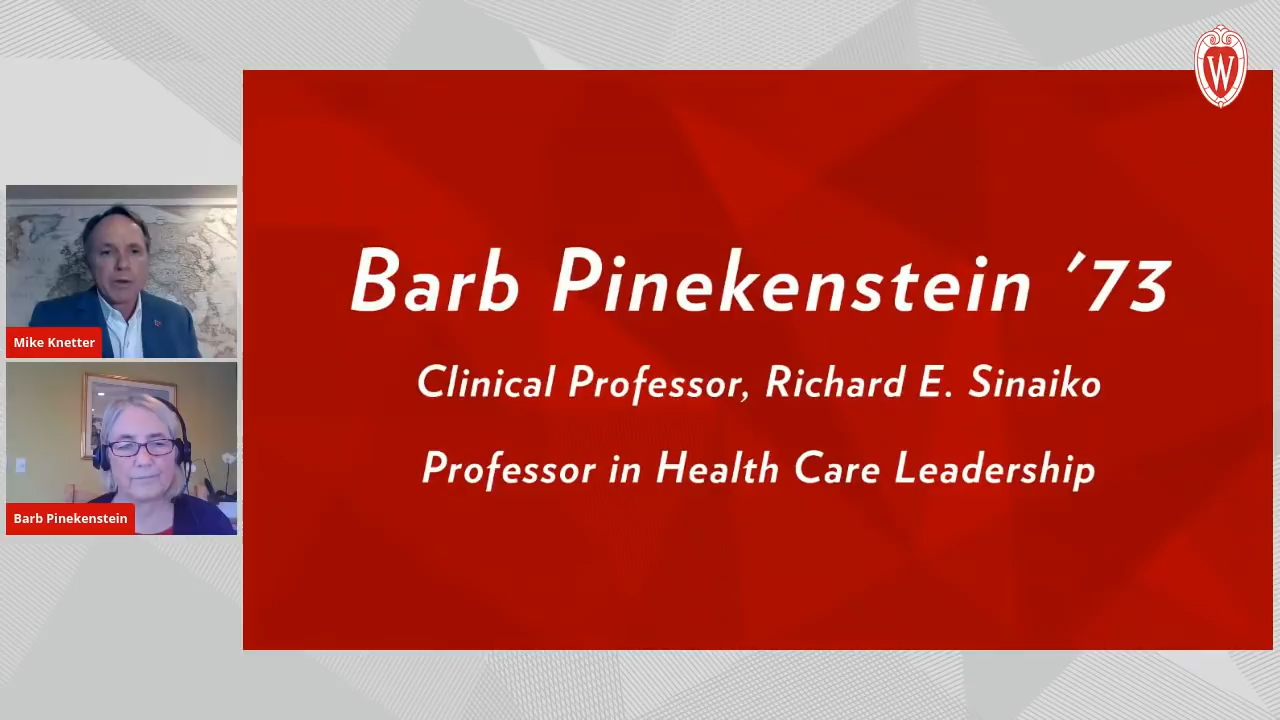 W
Barb Pinekenstein ’73
Clinical Professor, Richard E. Sinaiko
Professor in Health Care Leadership
Mike Knetter
Barb Pinekenstein